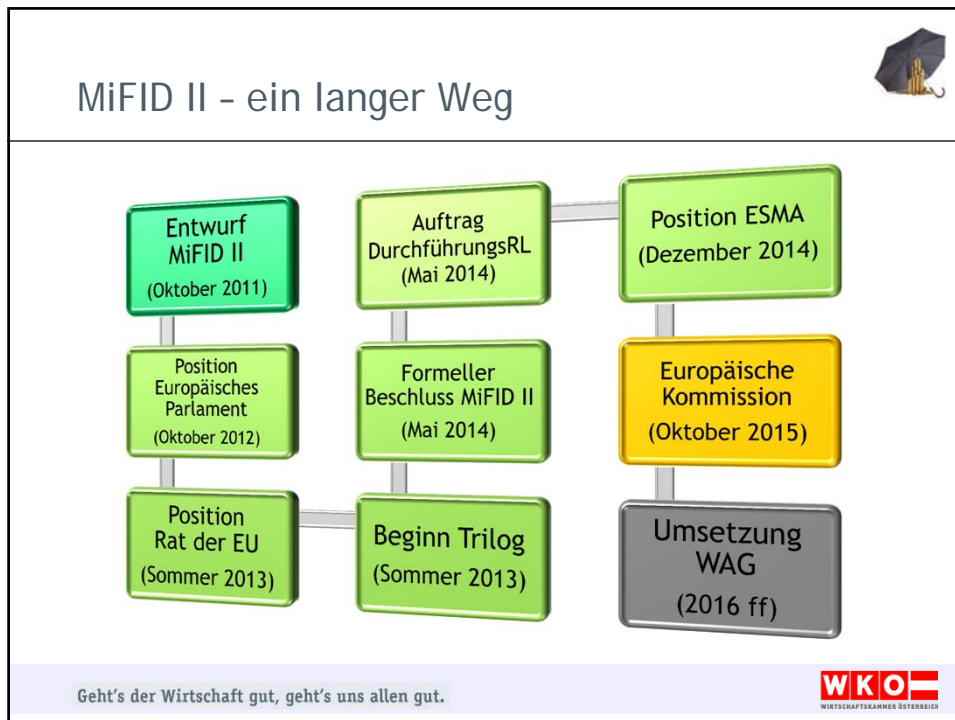 MiFID II - ein langer Weg
Entwurf
MiFID II
(Oktober 2011)
Position
Europäisches
Parlament
(Oktober 2012)
Position
Rat der EU
(Sommer 2013)
Beginn Trilog
(Sommer 2013)
Formeller
Beschluss MiFID II
(Mai 2014)
Auftrag
DurchführungsRL
(Mai 2014)
Position ESMA
(Dezember 2014)
Europäische
Kommission
(Oktober 2015)
Umsetzung
WAG
(2016 ff)
Geht's der Wirtschaft gut, geht's uns allen gut.
WKO
WIRTSCHAFTSKAMMER ÖSTERREICH